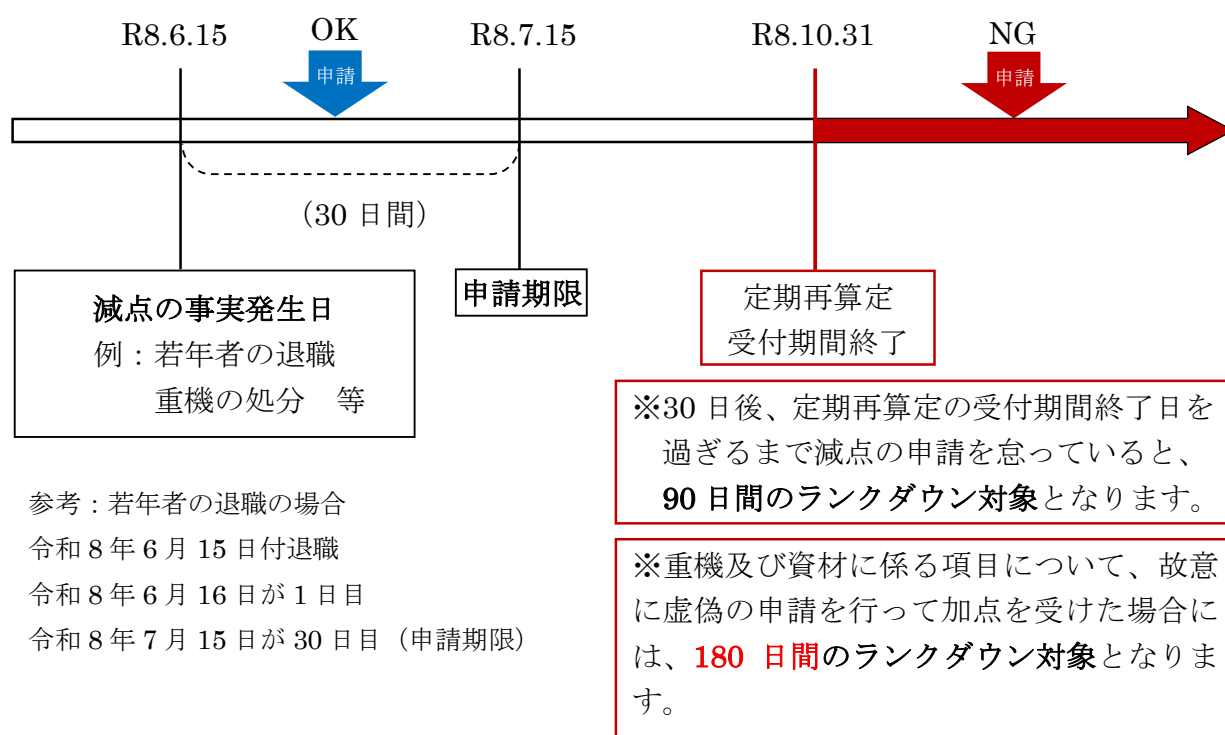 R8.6.15
OK
R8.7.15
R8.10.31
NG
申請
申請
（30 日間）
減点の事実発生日
例：若年者の退職
重機の処分　等
申請期限
定期再算定
受付期間終了
※30 日後、定期再算定の受付期間終了日を
過ぎるまで減点の申請を怠っていると、
90 日間のランクダウン対象となります。
参考：若年者の退職の場合
令和 8 年 6 月 15 日付退職
令和 8 年 6 月 16 日が 1 日目
令和 8 年 7 月 15 日が 30 日目（申請期限）
※重機及び資材に係る項目について、故意
に虚偽の申請を行って加点を受けた場合に
は、180 日間のランクダウン対象となりま
す。